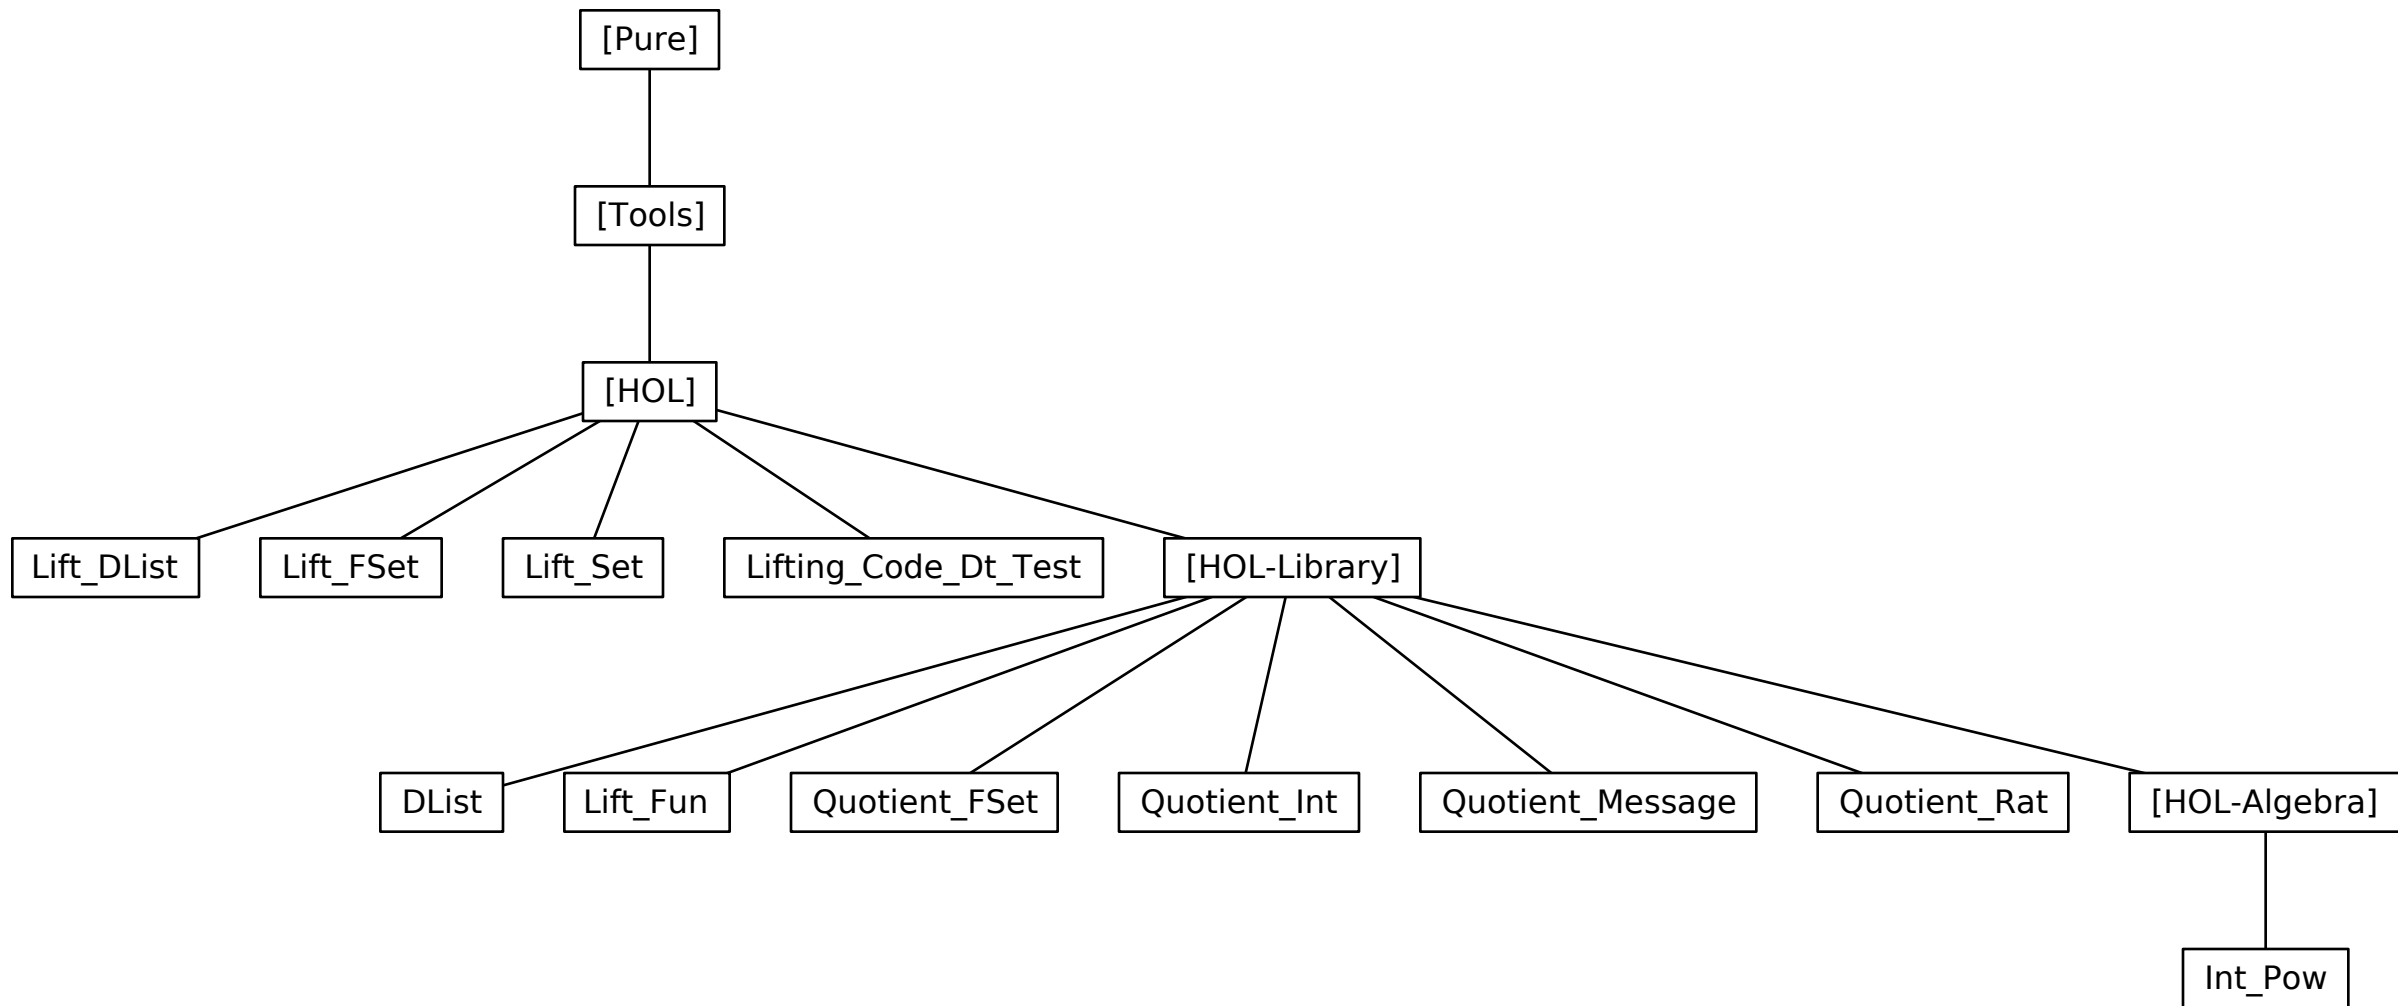 [Pure]
[Tools]
[HOL]
Lift_DList
Lift_FSet
Lift_Set
Lifting_Code_Dt_Test
[HOL-Library]
DList
Lift_Fun
Quotient_FSet
Quotient_Int
Quotient_Message
Quotient_Rat
[HOL-Algebra]
Int_Pow